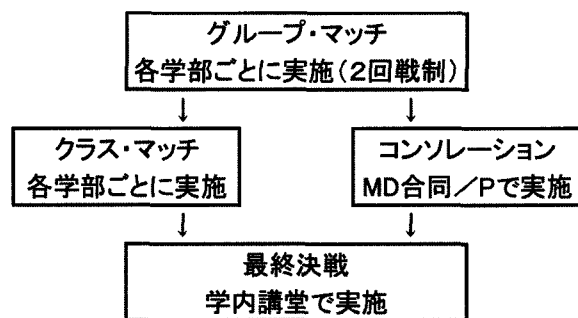 グループ・マッチ
各学部ごとに実施(2回戦制)
↓
↓
クラス・マッチ
各学部ごとに実施
コンソレーション
MD合同／Pで実施
↓
↓
最終決戦
学内講堂で実施